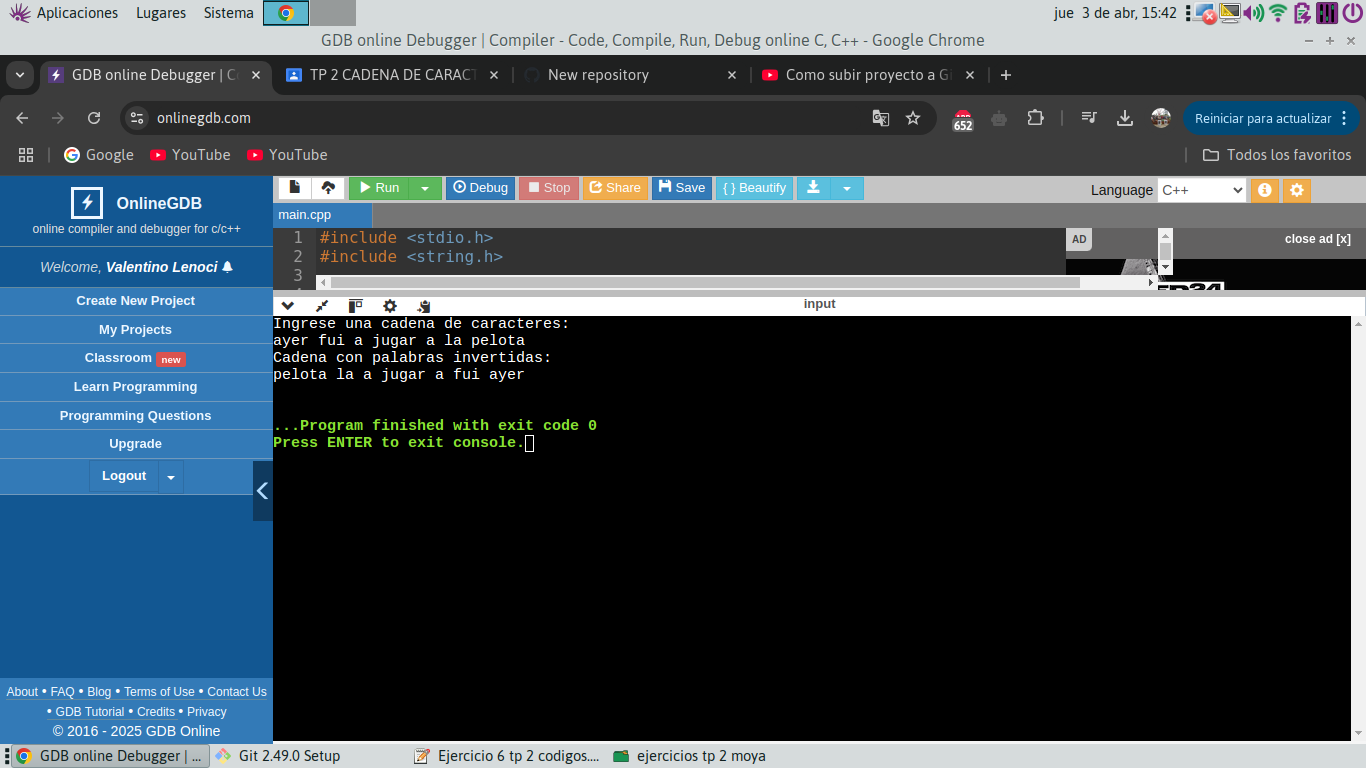 Aplicaciones Lugares Sistema jue 3 de abr, 15:42
GDB online Debugger | Compiler - Code, Compile, Run, Debug online C, C++ - Google Chrome
GDB online Debugger | C TP 2 CADENA DE CARACT New repository Como subir proyecto a G
onlinegdb.com 652 Reiniciar para actualizar
Google YouTube YouTube Todos los favoritos
OnlineGDB
online compiler and debugger for c/c++
Welcome, Valentino Lenoci
Create New Project
My Projects
Classroom new
Learn Programming
Programming Questions
Upgrade
Logout
About • FAQ • Blog • Terms of Use • Contact Us
• GDB Tutorial • Credits • Privacy
© 2016 - 2025 GDB Online
Run Debug Stop Share Save { } Beautify Language C++
main.cpp
1 #include <stdio.h>
2 #include <string.h>
3
AD close ad [x]
input
Ingrese una cadena de caracteres:
ayer fui a jugar a la pelota
Cadena con palabras invertidas:
pelota la a jugar a fui ayer
...Program finished with exit code 0
Press ENTER to exit console.
GDB online Debugger | ... Git 2.49.0 Setup Ejercicio 6 tp 2 codigos.... ejercicios tp 2 moya